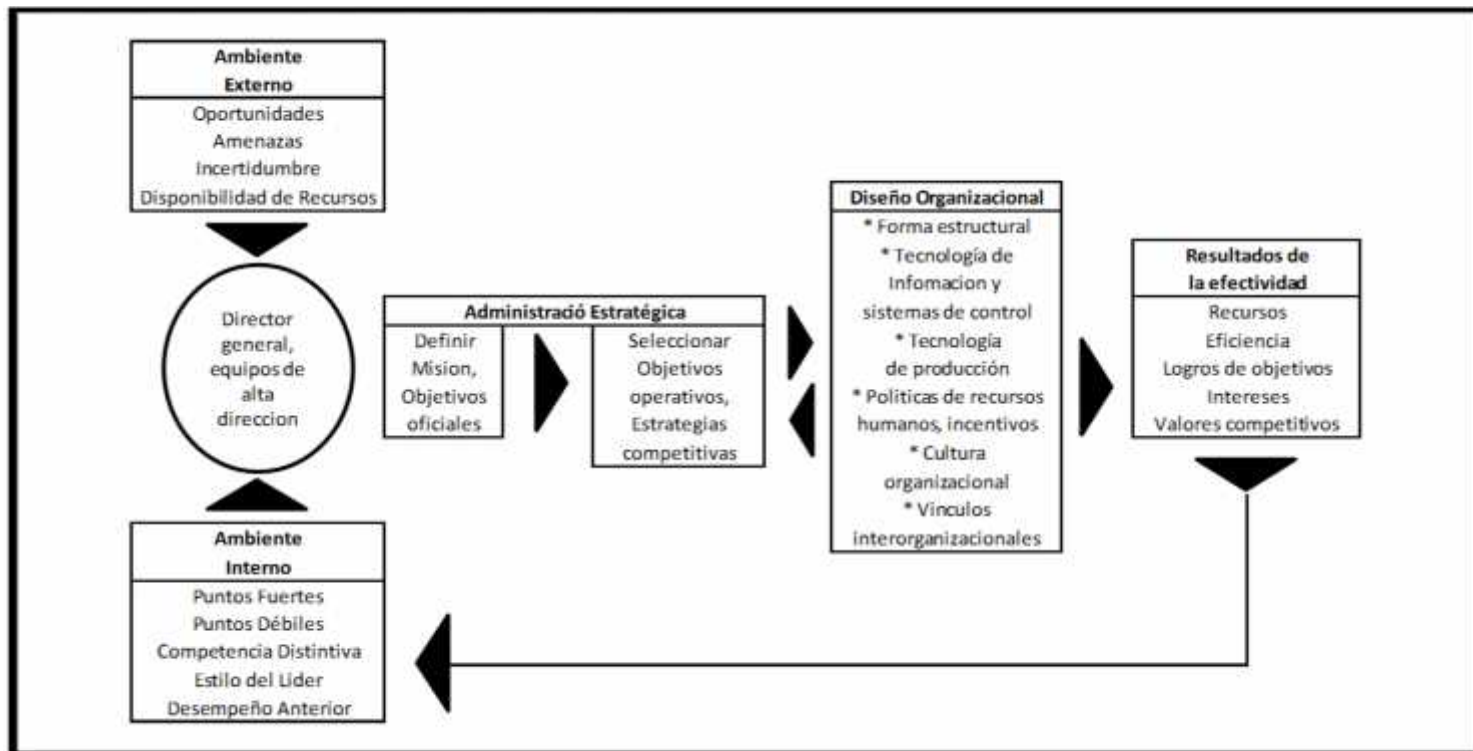 Ambiente
Externo
Oportunidades
Amenazas
Incertidumbre
Disponibilidad de Recursos
Director
general,
equipos de
alta
direccion
Ambiente
Interno
Puntos Fuertes
Puntos Débiles
Competencia Distintiva
Estilo del Lider
Desempeño Anterior
Administració Estratégica
Definir
Mision,
Objetivos
oficiales
Seleccionar
Objetivos
operativos,
Estrategias
competitivas
Diseño Organizacional
* Forma estructural
* Tecnología de
Infomacion y
sistemas de control
* Tecnología
de producción
* Politicas de recursos
humanos, incentivos
* Cultura
organizacional
* Vinculos
interorganizacionales
Resultados de
la efectividad
Recursos
Eficiencia
Logros de objetivos
Intereses
Valores competitivos